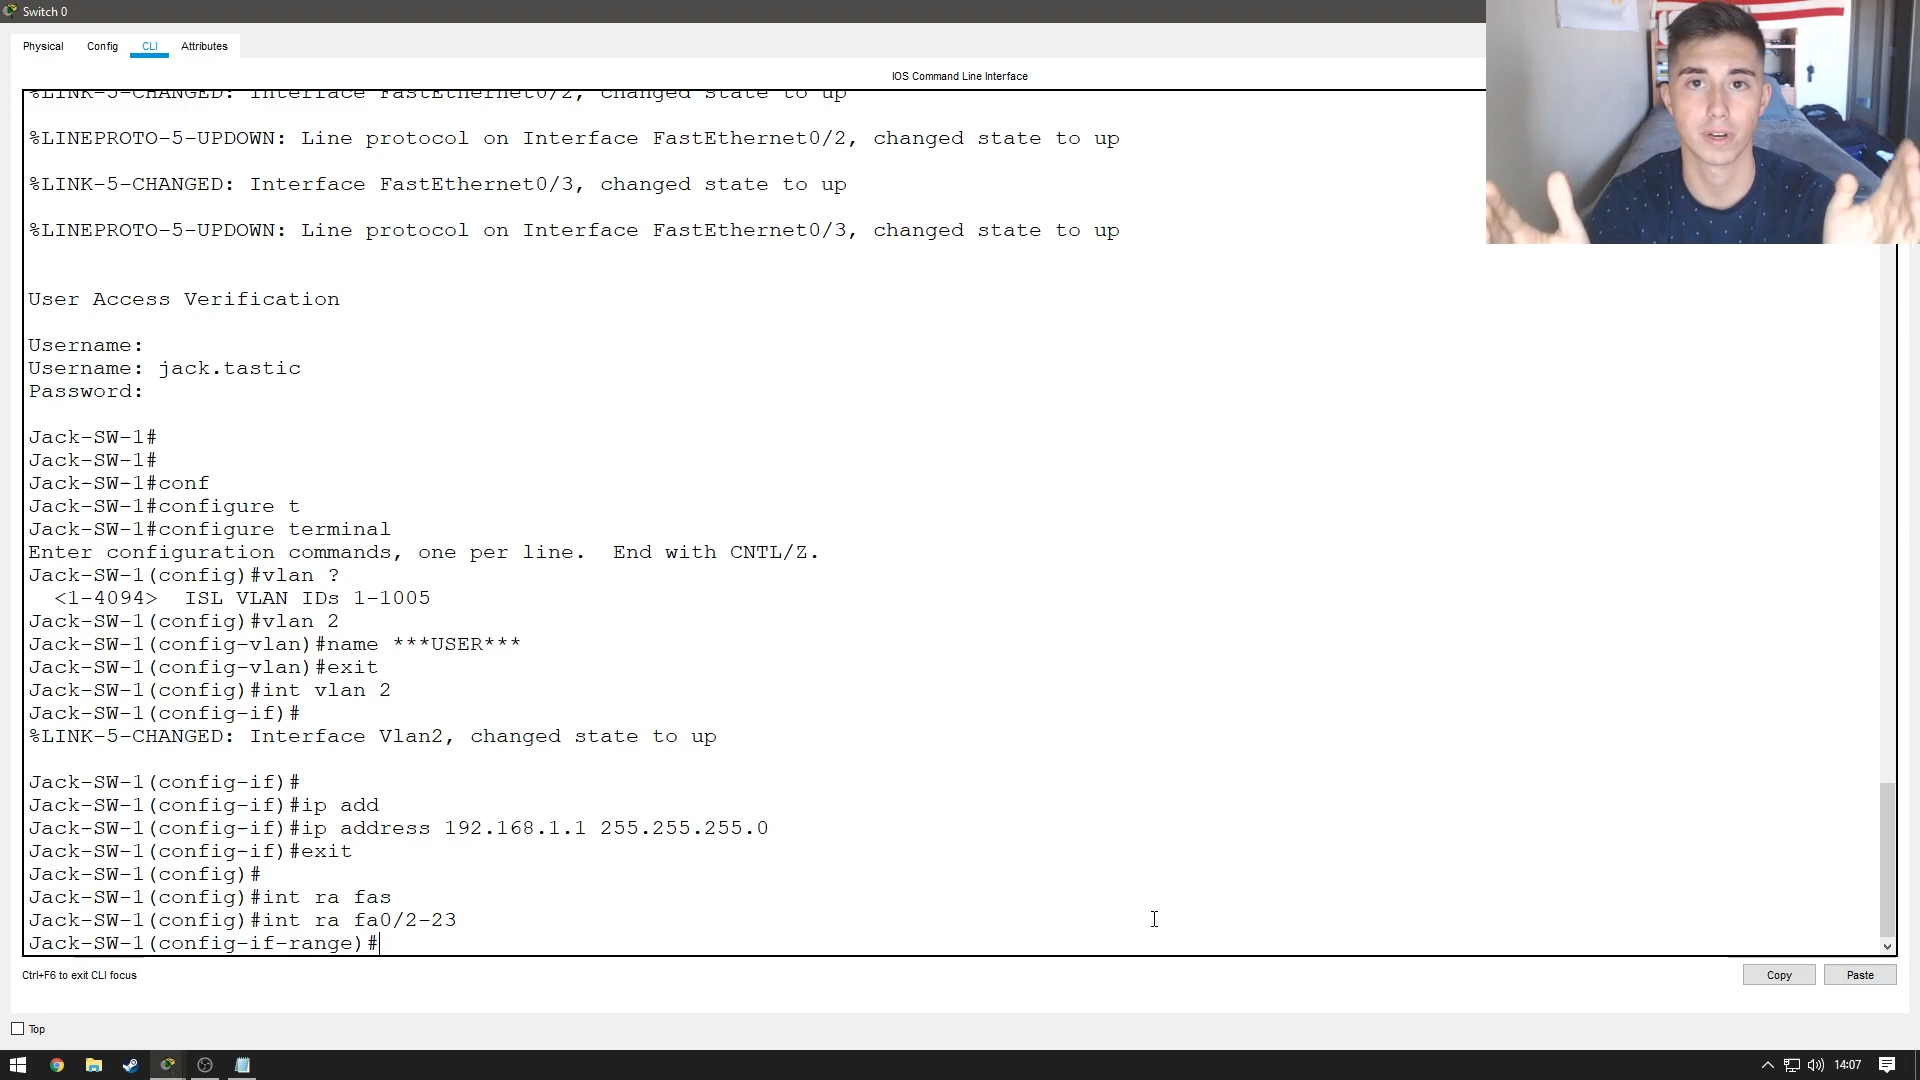 Switch 0
Physical Config CLI Attributes
IOS Command Line Interface
%LINK-5-CHANGED: Interface FastEthernet0/2, changed state to up
%LINEPROTO-5-UPDOWN: Line protocol on Interface FastEthernet0/2, changed state to up
%LINK-5-CHANGED: Interface FastEthernet0/3, changed state to up
%LINEPROTO-5-UPDOWN: Line protocol on Interface FastEthernet0/3, changed state to up
User Access Verification
Username:
Username: jack.tastic
Password:
Jack-SW-1#
Jack-SW-1#
Jack-SW-1#conf
Jack-SW-1#configure t
Jack-SW-1#configure terminal
Enter configuration commands, one per line.  End with CNTL/Z.
Jack-SW-1(config)#vlan ?
<1-4094>  ISL VLAN IDs 1-1005
Jack-SW-1(config)#vlan 2
Jack-SW-1(config-vlan)#name ***USER***
Jack-SW-1(config-vlan)#exit
Jack-SW-1(config)#int vlan 2
Jack-SW-1(config-if)#
%LINK-5-CHANGED: Interface Vlan2, changed state to up
Jack-SW-1(config-if)#
Jack-SW-1(config-if)#ip add
Jack-SW-1(config-if)#ip address 192.168.1.1 255.255.255.0
Jack-SW-1(config-if)#exit
Jack-SW-1(config)#
Jack-SW-1(config)#int ra fas
Jack-SW-1(config)#int ra fa0/2-23
Jack-SW-1(config-if-range)#
Ctrl+F6 to exit CLI focus
Copy Paste
Top
14:07